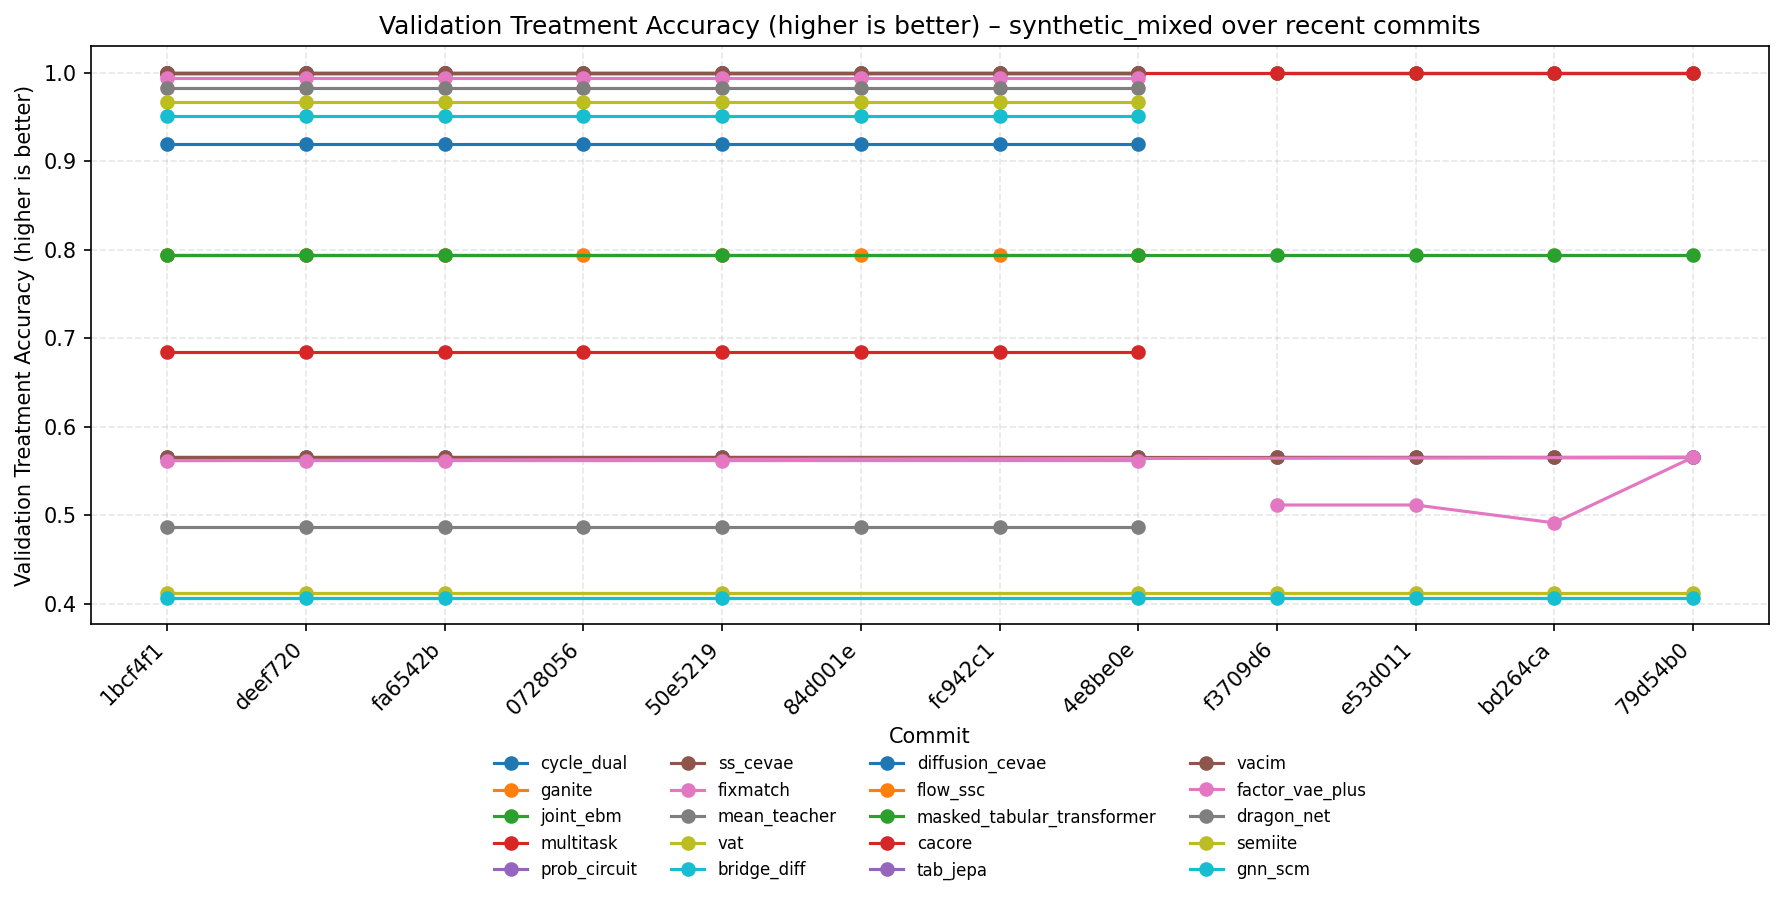 Validation Treatment Accuracy (higher is better) – synthetic_mixed over recent commits
Validation Treatment Accuracy (higher is better)
1.0
0.9
0.8
0.7
0.6
0.5
0.4
1bcf4f1
deef720
fa6542b
0728056
50e5219
84d001e
fc942c1
4e8be0e
f3709d6
e53d011
bd264ca
79d54b0
Commit
cycle_dual
ganite
joint_ebm
multitask
prob_circuit
ss_cevae
fixmatch
mean_teacher
vat
bridge_diff
diffusion_cevae
flow_ssc
masked_tabular_transformer
cacore
tab_jepa
vacim
factor_vae_plus
dragon_net
semiite
gnn_scm